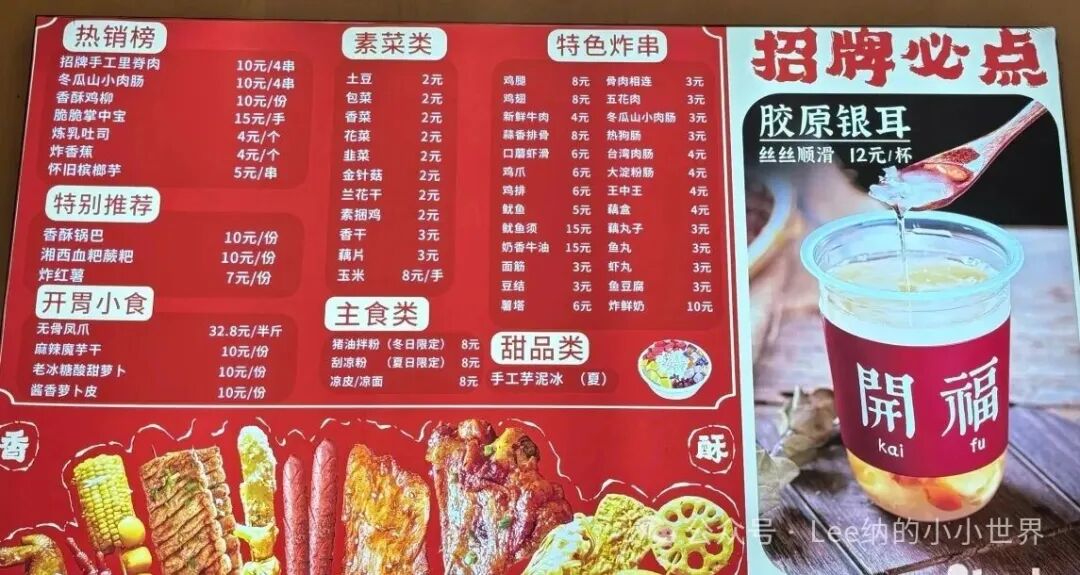 热销榜
招牌手工里脊肉 10元/4串
冬瓜山小肉肠 10元/4串
香酥鸡柳 10元/份
脆脆掌中宝 15元/手
炼乳吐司 4元/个
炸香蕉 4元/个
怀旧槟榔芋 5元/串
特别推荐
香酥锅巴 10元/份
湘西血粑蕨粑 10元/份
炸红薯 7元/份
开胃小食
无骨凤爪 32.8元/半斤
麻辣魔芋干 10元/份
老冰糖酸甜萝卜 10元/份
酱香萝卜皮 10元/份
素菜类
土豆 2元
包菜 2元
香菜 2元
花菜 2元
韭菜 2元
金针菇 2元
兰花干 2元
素捆鸡 2元
香干 3元
藕片 3元
玉米 8元/手
主食类
猪油拌粉（冬日限定） 8元
刮凉粉 （夏日限定） 8元
凉皮/凉面 8元
特色炸串
鸡腿 8元 骨肉相连 3元
鸡翅 8元 五花肉 3元
新鲜牛肉 4元 冬瓜山小肉肠 3元
蒜香排骨 8元 热狗肠 3元
口蘑虾滑 6元 台湾肉肠 4元
鸡爪 6元 大淀粉肠 4元
鸡排 6元 王中王 4元
鱿鱼 5元 藕盒 4元
鱿鱼须 15元 藕丸子 3元
奶香牛油 15元 鱼丸 3元
面筋 3元 虾丸 3元
豆结 3元 鱼豆腐 3元
薯塔 6元 炸鲜奶 10元
甜品类
手工芋泥冰 （夏）
香
酥
招牌必点
胶原银耳
丝丝顺滑 12元/杯
開福
kai fu
公众号 · Lee纳的小小世界